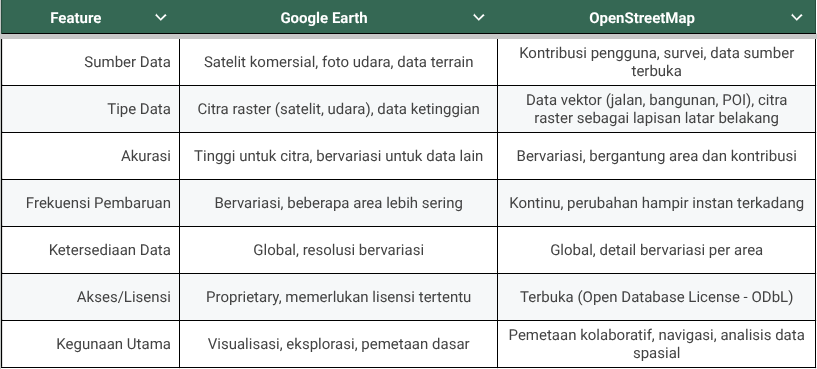 Feature Google Earth OpenStreetMap
Sumber Data Satelit komersial, foto udara, data terrain Kontribusi pengguna, survei, data sumber
terbuka
Tipe Data Citra raster (satelit, udara), data ketinggian Data vektor (jalan, bangunan, POI), citra
raster sebagai lapisan latar belakang
Akurasi Tinggi untuk citra, bervariasi untuk data lain Bervariasi, bergantung area dan kontribusi
Frekuensi Pembaruan Bervariasi, beberapa area lebih sering Kontinu, perubahan hampir instan terkadang
Ketersediaan Data Global, resolusi bervariasi Global, detail bervariasi per area
Akses/Lisensi Proprietary, memerlukan lisensi tertentu Terbuka (Open Database License - ODbL)
Kegunaan Utama Visualisasi, eksplorasi, pemetaan dasar Pemetaan kolaboratif, navigasi, analisis data
spasial